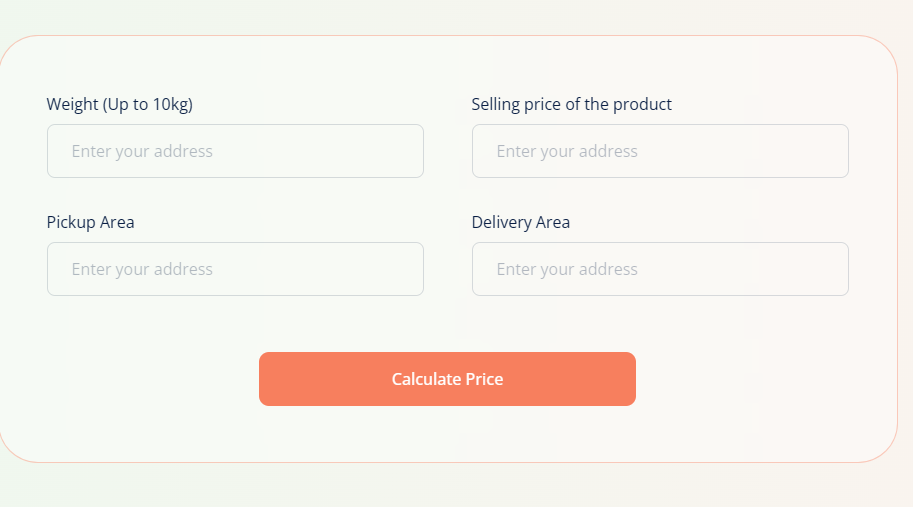 Weight (Up to 10kg)
Selling price of the product
Enter your address
Enter your address
Pickup Area
Delivery Area
Enter your address
Enter your address
Calculate Price